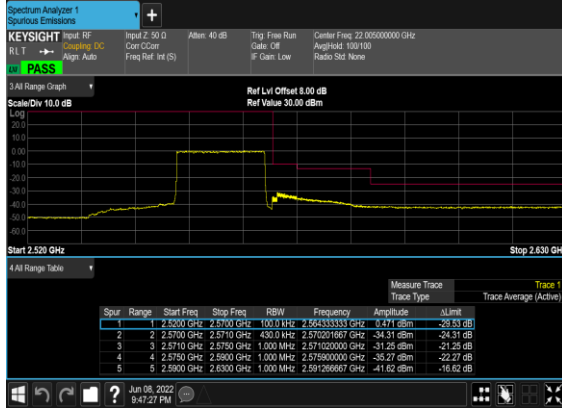 Spectrum Analyzer 1
Spurious Emissions
+
KEYSIGHT Input: RF Input Z: 50 Ω Atten: 40 dB Trig: Free Run Center Freq: 22.005000000 GHz
RLT Coupling: DC Corr CCorr Gate: Off Avg|Hold: 100/100
Align: Auto Freq Ref: Int (S) IF Gain: Low Radio Std: None
PASS
3 All Range Graph
Ref Lvl Offset 8.00 dB
Scale/Div 10.0 dB Ref Value 30.00 dBm
Log
20.0
10.0
0.00
-10.0
-20.0
-30.0
-40.0
-50.0
-60.0
Start 2.520 GHz Stop 2.630 GH
4 All Range Table
Measure Trace Trace 1
Trace Type Trace Average (Active)
Spur Range Start Freq Stop Freq RBW Frequency Amplitude ΔLimit
1 1 2.5200 GHz 2.5700 GHz 100.0 kHz 2.564333333 GHz 0.471 dBm -29.53 dB
2 2 2.5700 GHz 2.5710 GHz 430.0 kHz 2.570201667 GHz -34.31 dBm -24.31 dB
3 3 2.5710 GHz 2.5750 GHz 1.000 MHz 2.571020000 GHz -31.25 dBm -21.25 dB
4 4 2.5750 GHz 2.5900 GHz 1.000 MHz 2.575900000 GHz -35.27 dBm -22.27 dB
5 5 2.5900 GHz 2.6300 GHz 1.000 MHz 2.591266667 GHz -41.62 dBm -16.62 dB
?
Jun 08, 2022
9:47:27 PM